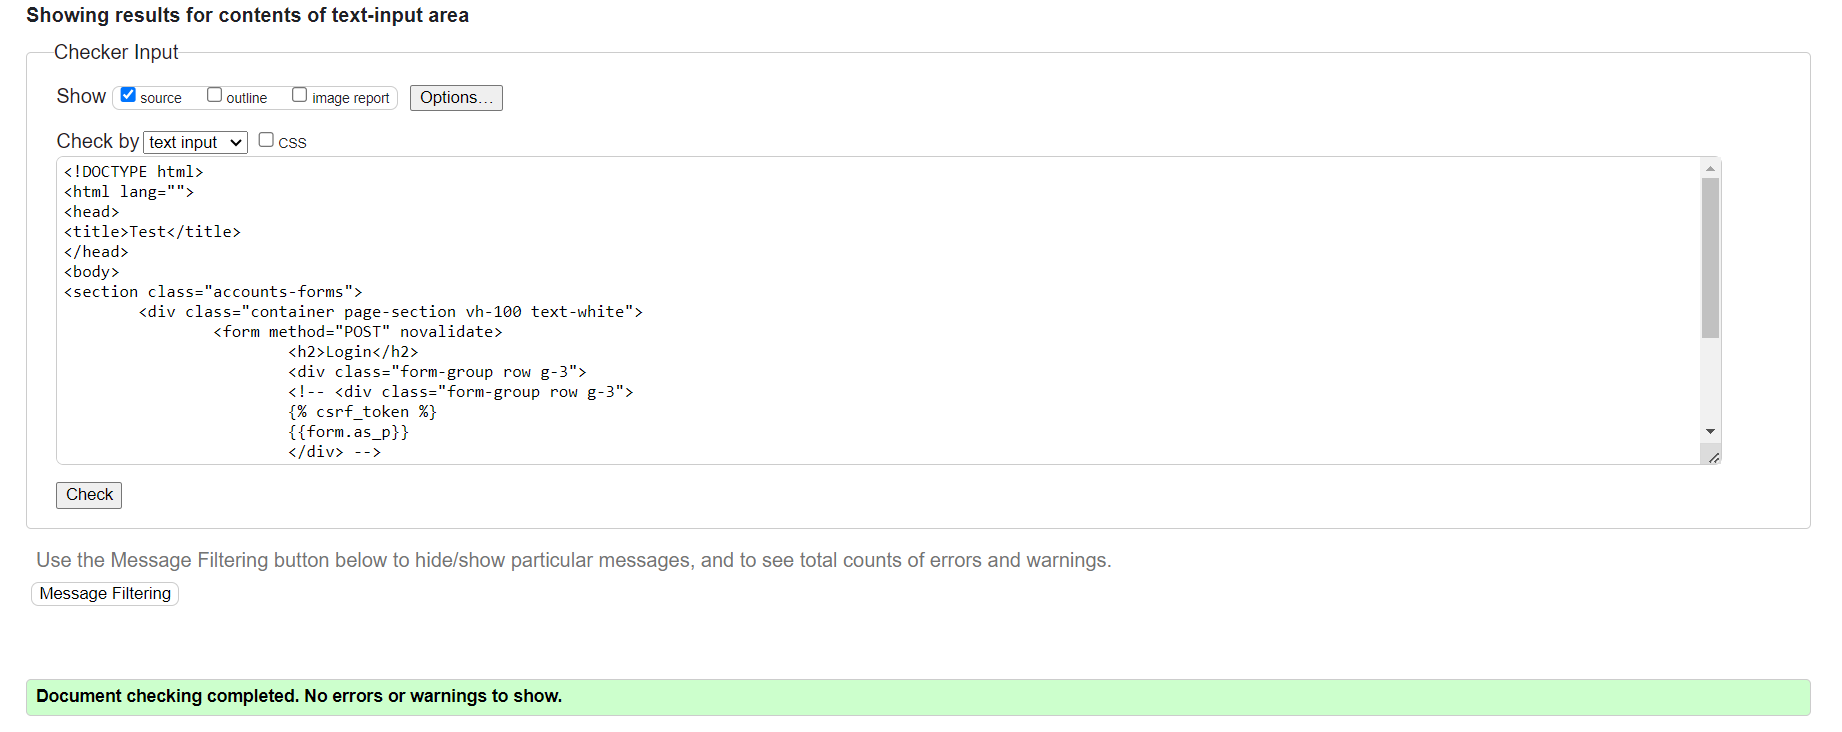 Showing results for contents of text-input area
Checker Input
Show source outline image report Options...
Check by text input CSS
<!DOCTYPE html>
<html lang="">
<head>
<title>Test</title>
</head>
<body>
<section class="accounts-forms">
<div class="container page-section vh-100 text-white">
<form method="POST" novalidate>
<h2>Login</h2>
<div class="form-group row g-3">
<!-- <div class="form-group row g-3">
{% csrf_token %}
{{form.as_p}}
</div> -->
Check
Use the Message Filtering button below to hide/show particular messages, and to see total counts of errors and warnings.
Message Filtering
Document checking completed. No errors or warnings to show.